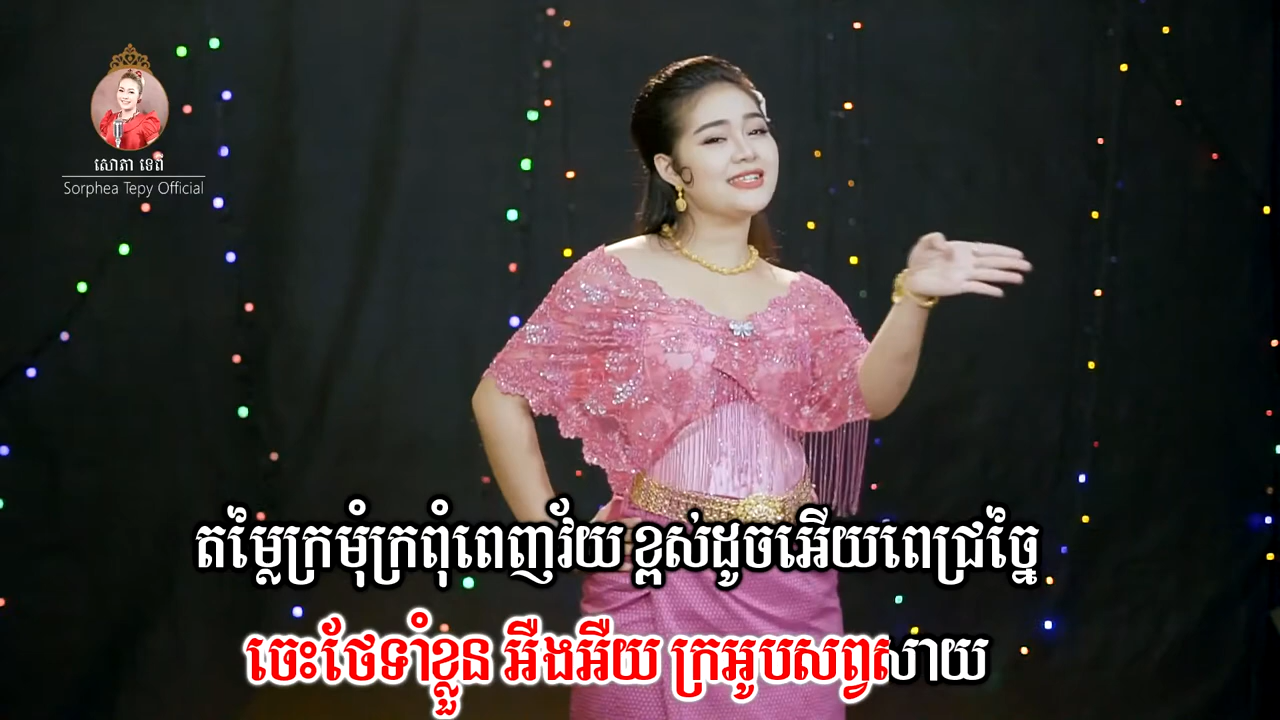 សោភា ទេពី
Sorphea Tepy Official
តម្លៃក្រមុំក្រពុំពេញវ័យ ខ្ពស់ដូចអើយពេជ្រច្នៃ
ចេះថែទាំខ្លួន អឺងអឺយ ក្រអូបសព្វសាយ